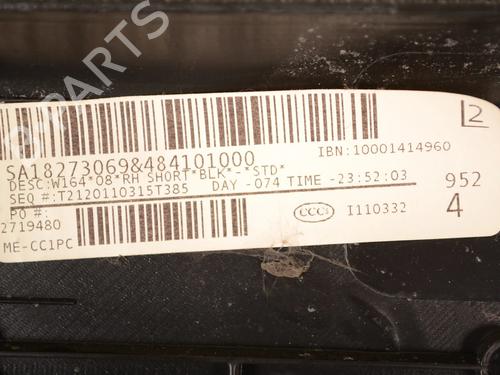 PARTS
2
SA18273069&484101000
IBN:10001414960
DESC:W164*08*RH SHORT*BLK*-*STD*
SEQ #:T2120110315T385 DAY -074 TIME -23:52:03
952
PO #:
2719480
CCC
I110332
4
ME-CC1PC